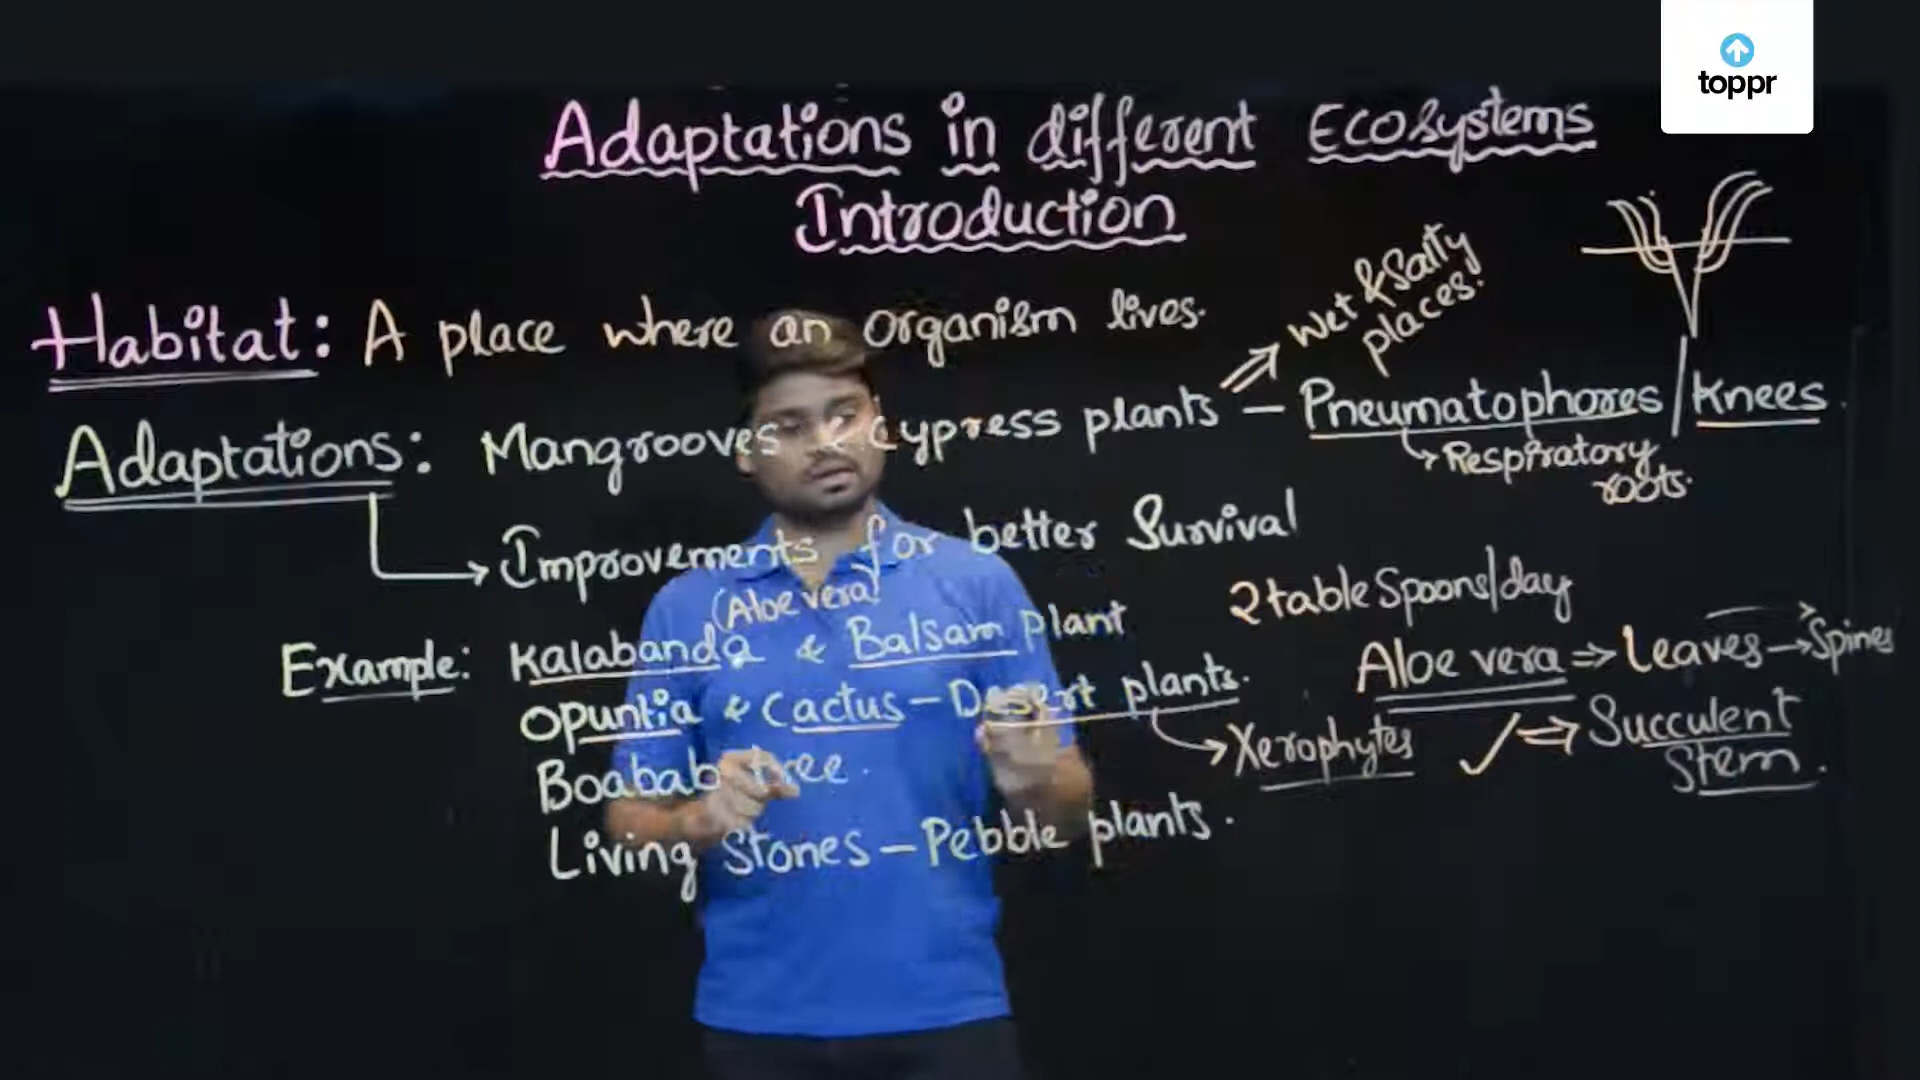 toppr
Adaptations in different Ecosystems
Introduction
Habitat: A place where an organism lives.
Wet & Salty
places.
Adaptations: Mangrooves & cypress plants – Pneumatophores/Knees.
Respiratory
roots.
Improvements for better Survival
2 table Spoons/day
(Aloe vera)
Example: Kalabanda & Balsam plant
Aloe vera ⇒ Leaves → Spines
Opuntia & Cactus – Desert plants.
Xerophytes ✓ ⇒ Succulent
Stem.
Boabab tree.
Living Stones – Pebble plants.